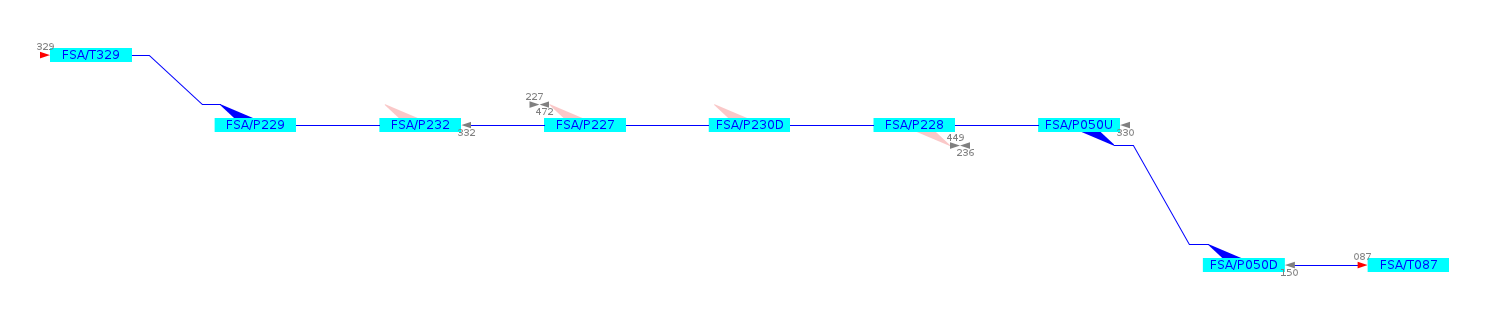 329
FSA/T329
227
472
FSA/P229
FSA/P232
332
FSA/P227
FSA/P230D
FSA/P228
449
236
FSA/P050U
330
087
FSA/P050D
150
FSA/T087